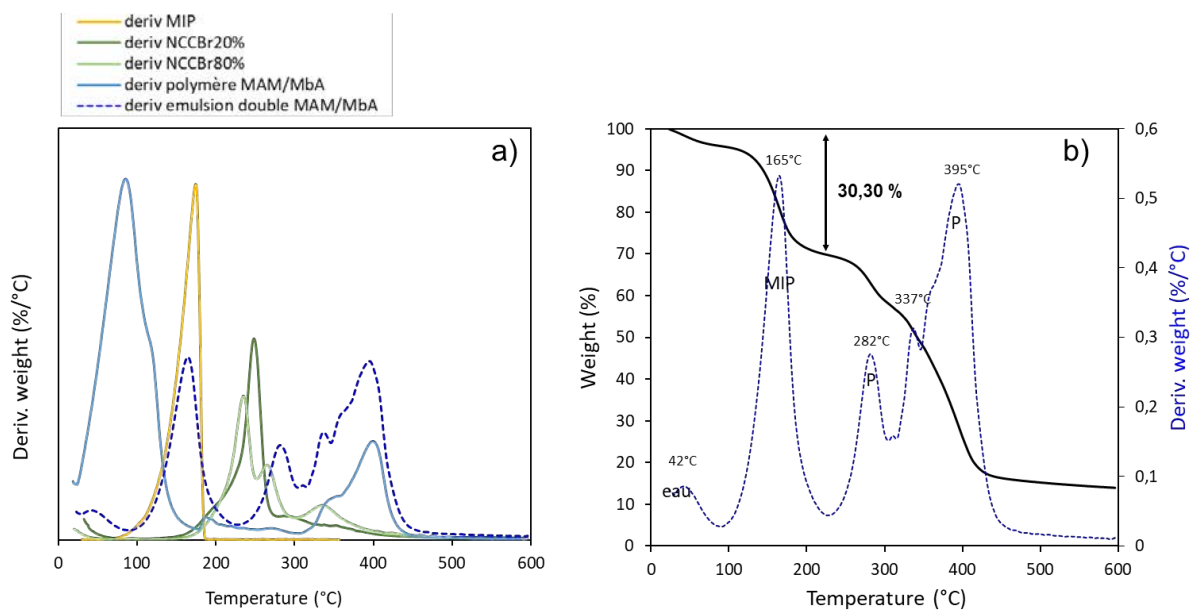 deriv MIP
deriv NCCBr20%
deriv NCCBr80%
deriv polymère MAM/MbA
deriv emulsion double MAM/MbA
a)
Deriv. weight (%/°C)
0 100 200 300 400 500 600
Temperature (°C)
b)
100
90
80
70
60
50
40
30
20
10
0
Weight (%)
0 100 200 300 400 500 600
Temperature (°C)
0,6
0,5
0,4
0,3
0,2
0,1
0
Deriv. weight (%/°C)
165°C
395°C
30,30 %
P
MIP
337°C
282°C
P
42°C
eau